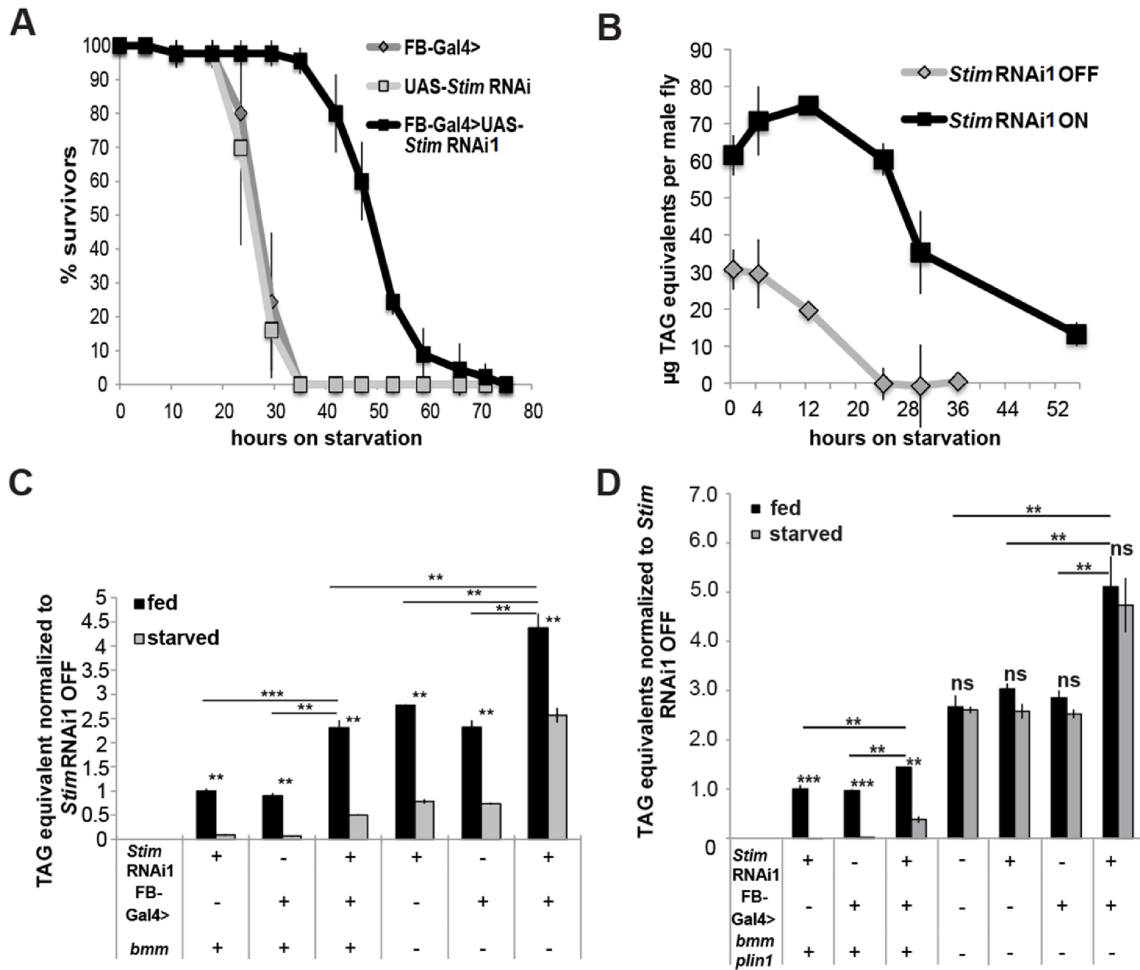 A
100
90
80
70
60
50
40
30
20
10
0
% survivors
0 10 20 30 40 50 60 70 80
hours on starvation
FB-Gal4>
UAS-Stim RNAi
FB-Gal4>UAS-
Stim RNAi1
B
90
80
70
60
50
40
30
20
10
0
µg TAG equivalents per male fly
0 4 12 20 28 36 44 52
hours on starvation
Stim RNAi1 OFF
Stim RNAi1 ON
C
TAG equivalent normalized to
Stim RNAi1 OFF
5
4.5
4
3.5
3
2.5
2
1.5
1
0.5
0
fed
starved
**
**
**
**
***
**
**
**
**
**
**
Stim
RNAi1
+ - + + - +
FB-
Gal4>
- + + - + +
bmm
+ + + - - -
D
TAG equivalents normalized to Stim
RNAi1 OFF
7.0
6.0
5.0
4.0
3.0
2.0
1.0
0
fed
starved
**
**
ns
**
ns ns ns
**
**
**
*** ***
Stim
RNAi1
+ - + - + - +
FB-
Gal4>
- + + - - + +
bmm
plin1
+ + + - - - -